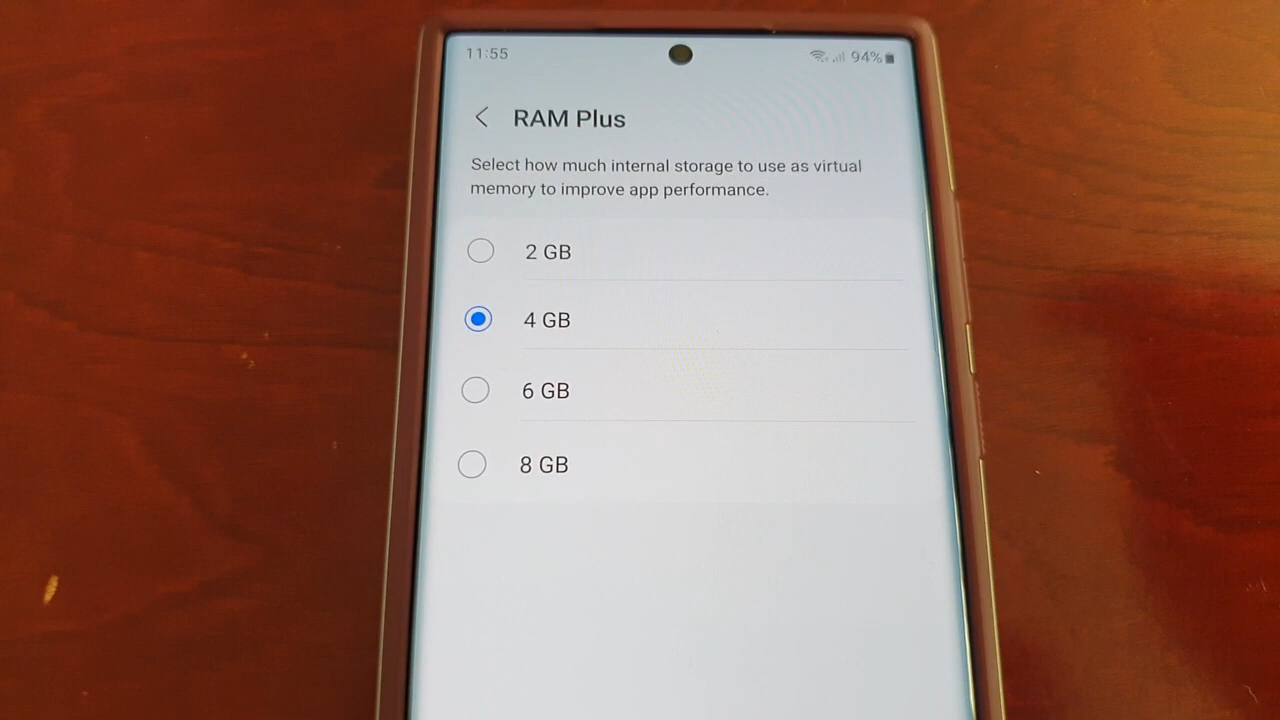 11:55
94%
RAM Plus
Select how much internal storage to use as virtual
memory to improve app performance.
2 GB
4 GB
6 GB
8 GB